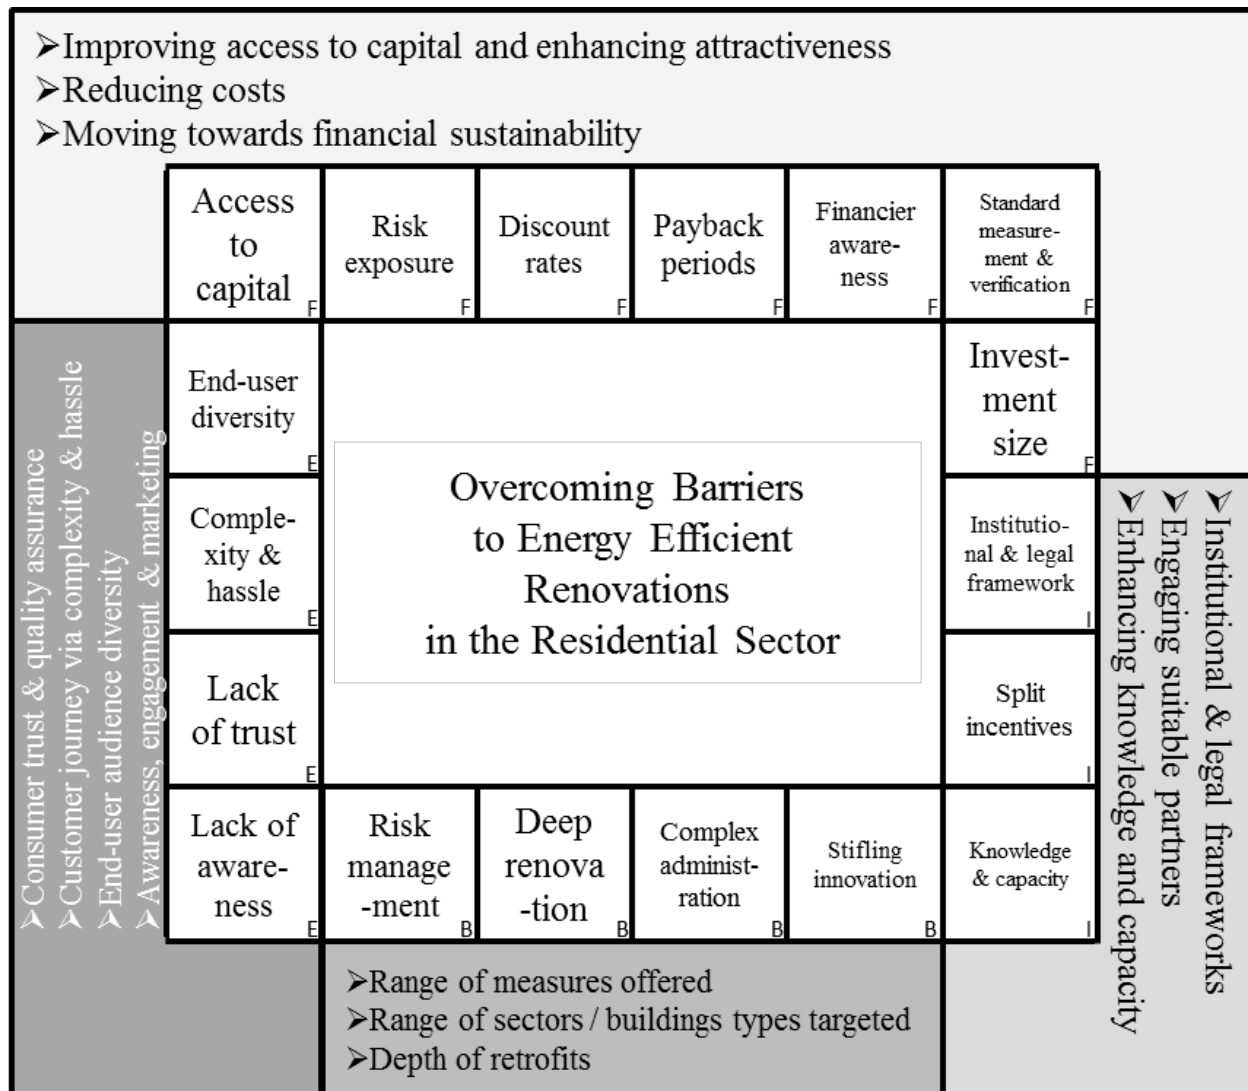 ➢Improving access to capital and enhancing attractiveness
➢Reducing costs
➢Moving towards financial sustainability
Access
to
capital
F
Risk
exposure
F
Discount
rates
F
Payback
periods
F
Financier
aware-
ness
F
Standard
measure-
ment &
verification
F
End-user
diversity
E
Invest-
ment
size
F
Comple-
xity &
hassle
E
Institutio-
nal & legal
framework
I
Lack
of trust
E
Split
incentives
I
Lack of
aware-
ness
E
Risk
manage
-ment
B
Deep
renova
-tion
B
Complex
administ-
ration
B
Stifling
innovation
B
Knowledge
& capacity
I
Overcoming Barriers
to Energy Efficient
Renovations
in the Residential Sector
➢Consumer trust & quality assurance
➢Customer journey via complexity & hassle
➢End-user audience diversity
➢Awareness, engagement & marketing
➢Institutional & legal frameworks
➢Engaging suitable partners
➢Enhancing knowledge and capacity
➢Range of measures offered
➢Range of sectors / buildings types targeted
➢Depth of retrofits